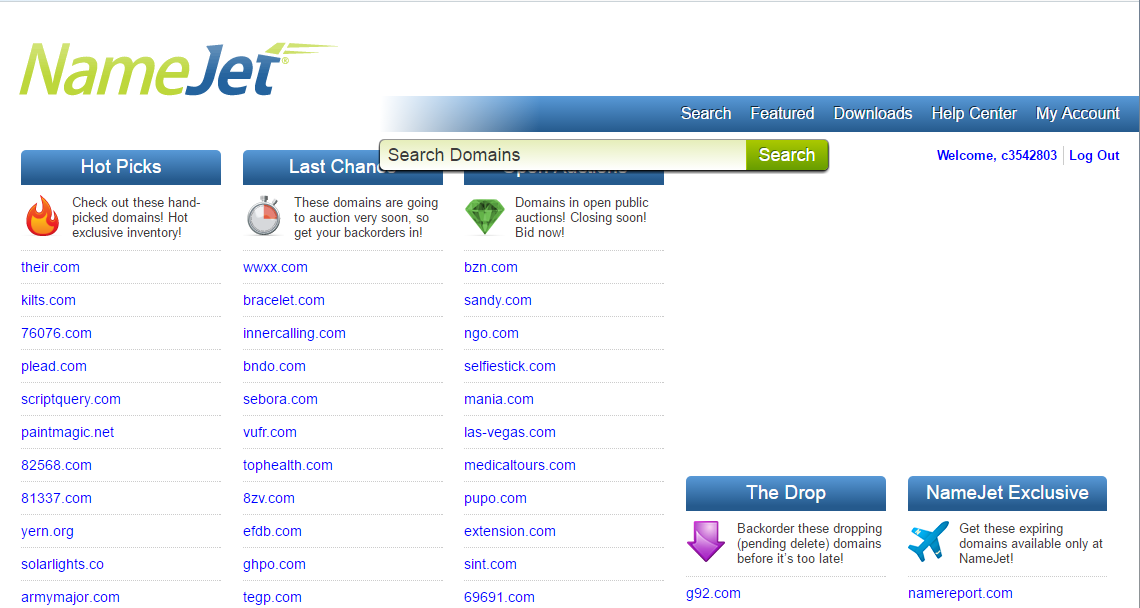 NameJet®
Search Featured Downloads Help Center My Account
Search Domains Search
Welcome, c3542803 Log Out
Hot Picks
Check out these hand-
picked domains! Hot
exclusive inventory!
their.com
kilts.com
76076.com
plead.com
scriptquery.com
paintmagic.net
82568.com
81337.com
yern.org
solarlights.co
armymajor.com
Last Chance
These domains are going
to auction very soon, so
get your backorders in!
wwxx.com
bracelet.com
innercalling.com
bndo.com
sebora.com
vufr.com
tophealth.com
8zv.com
efdb.com
ghpo.com
tegp.com
Open Auctions
Domains in open public
auctions! Closing soon!
Bid now!
bzn.com
sandy.com
ngo.com
selfiestick.com
mania.com
las-vegas.com
medicaltours.com
pupo.com
extension.com
sint.com
69691.com
The Drop
Backorder these dropping
(pending delete) domains
before it's too late!
g92.com
NameJet Exclusive
Get these expiring
domains available only at
NameJet!
namereport.com